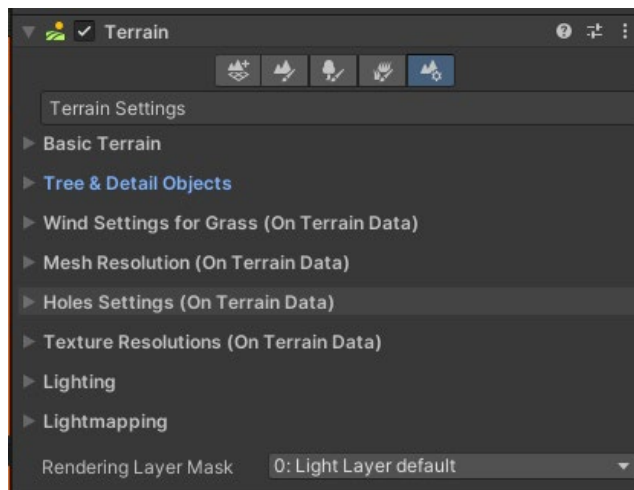 Terrain
Terrain Settings
Basic Terrain
Tree & Detail Objects
Wind Settings for Grass (On Terrain Data)
Mesh Resolution (On Terrain Data)
Holes Settings (On Terrain Data)
Texture Resolutions (On Terrain Data)
Lighting
Lightmapping
Rendering Layer Mask 0: Light Layer default